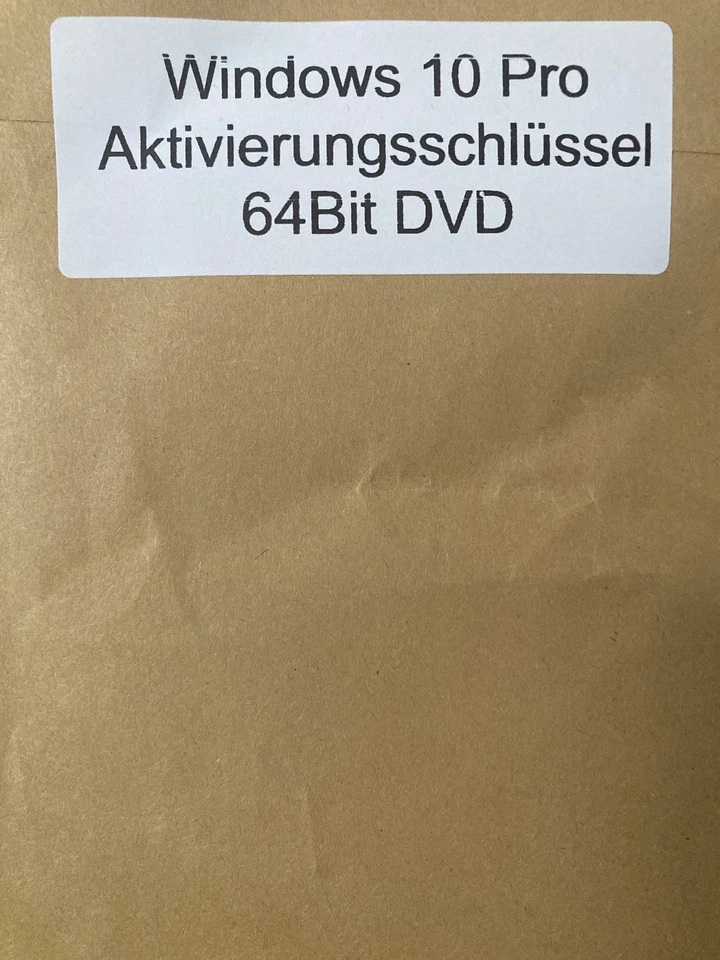 Windows 10 Pro
Aktivierungsschlüssel
64Bit DVD